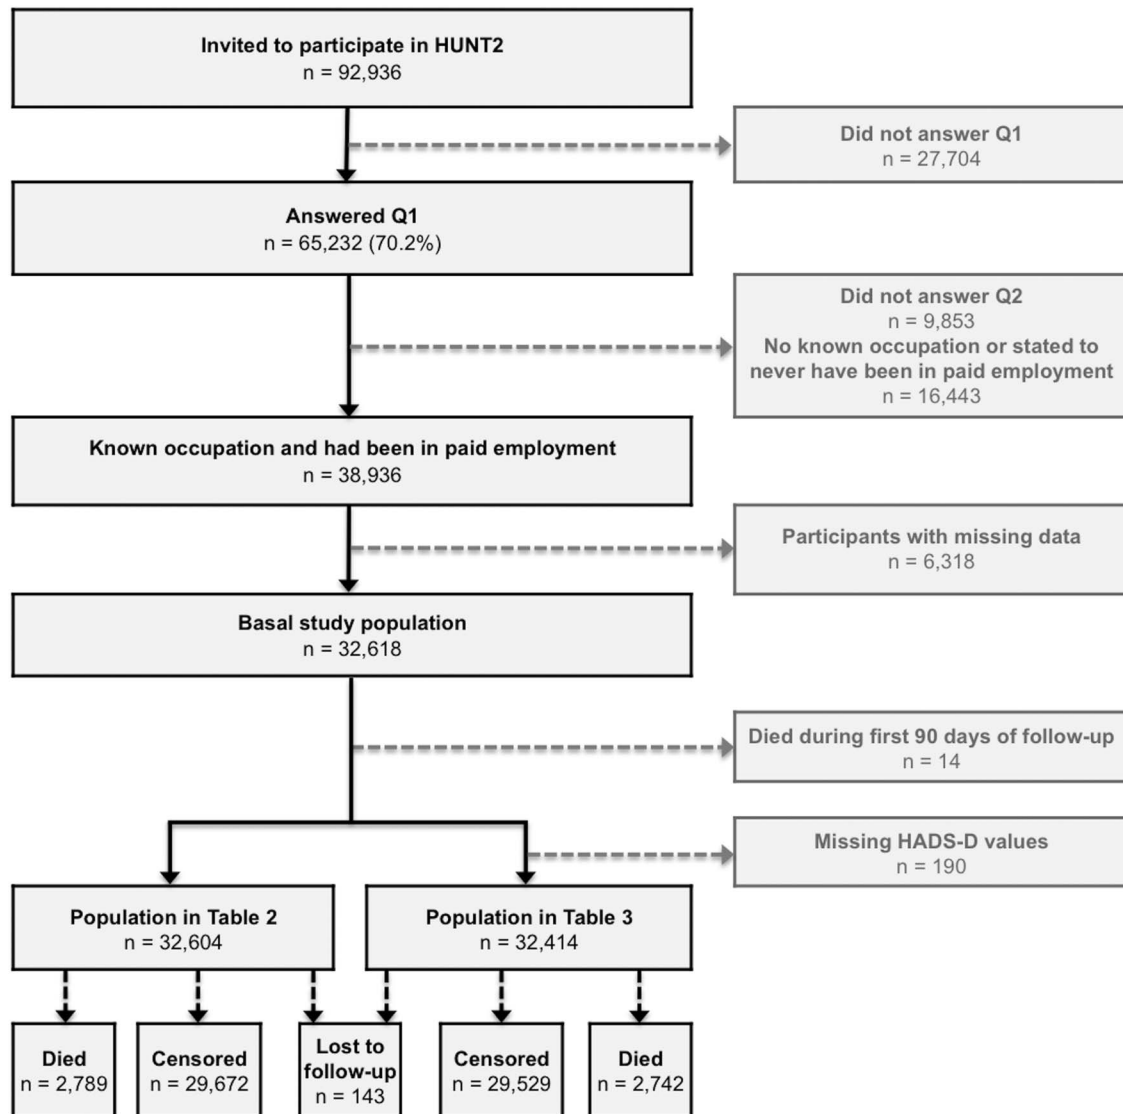 Invited to participate in HUNT2
n = 92,936
Did not answer Q1
n = 27,704
Answered Q1
n = 65,232 (70.2%)
Did not answer Q2
n = 9,853
No known occupation or stated to
never have been in paid employment
n = 16,443
Known occupation and had been in paid employment
n = 38,936
Participants with missing data
n = 6,318
Basal study population
n = 32,618
Died during first 90 days of follow-up
n = 14
Missing HADS-D values
n = 190
Population in Table 2
n = 32,604
Population in Table 3
n = 32,414
Died
n = 2,789
Censored
n = 29,672
Lost to
follow-up
n = 143
Censored
n = 29,529
Died
n = 2,742